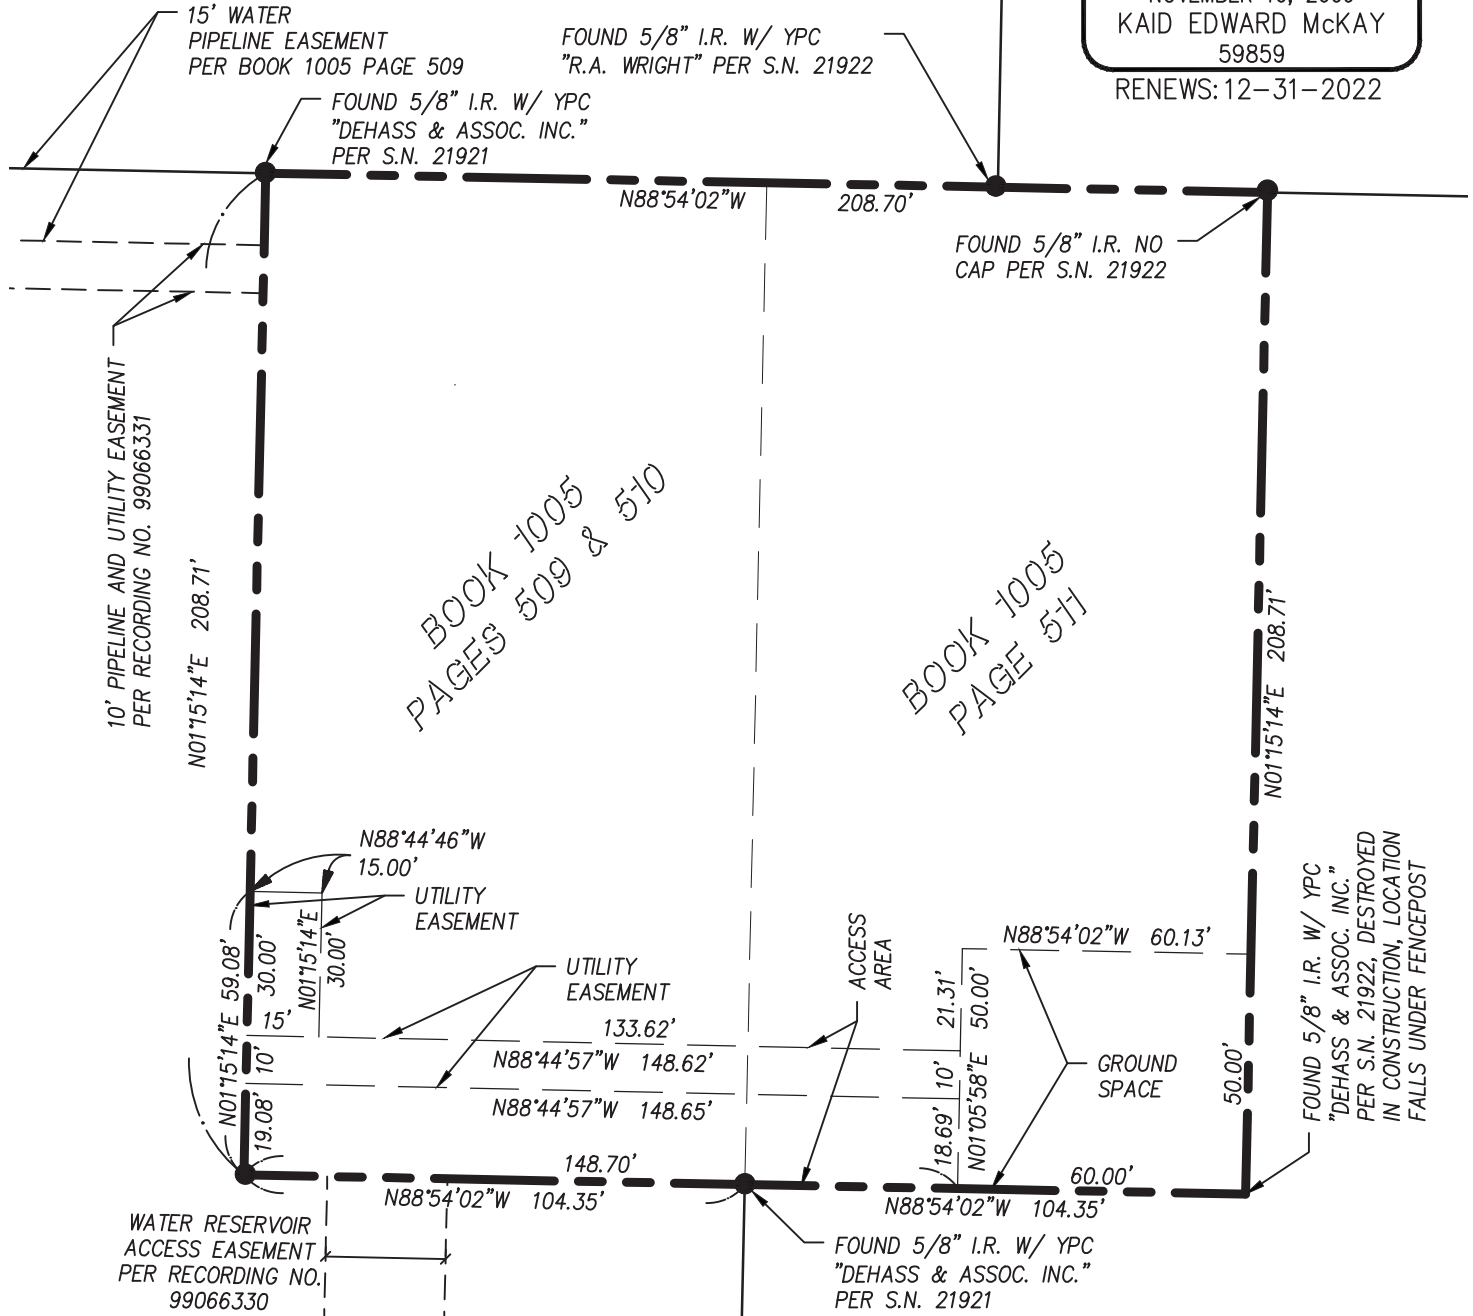 15' WATER
PIPELINE EASEMENT
PER BOOK 1005 PAGE 509
FOUND 5/8" I.R. W/ YPC
"R.A. WRIGHT" PER S.N. 21922
KAID EDWARD McKAY
59859
RENEWS: 12-31-2022
FOUND 5/8" I.R. W/ YPC
"DEHASS & ASSOC. INC."
PER S.N. 21921
N88°54'02"W 208.70'
FOUND 5/8" I.R. NO
CAP PER S.N. 21922
10' PIPELINE AND UTILITY EASEMENT
PER RECORDING NO. 99066331
N01°15'14"E 208.71'
BOOK 1005
PAGES 509 & 510
BOOK 1005
PAGE 511
N01°15'14"E 208.71'
N88°44'46"W
15.00'
UTILITY
EASEMENT
N01°15'14"E 59.08'
30.00'
N01°15'14"E
30.00'
15'
10'
19.08'
UTILITY
EASEMENT
133.62'
N88°44'57"W 148.62'
N88°44'57"W 148.65'
ACCESS
AREA
N88°54'02"W 60.13'
21.31'
10'
18.69'
N01°05'58"E 50.00'
GROUND
SPACE
50.00'
FOUND 5/8" I.R. W/ YPC
"DEHASS & ASSOC. INC."
PER S.N. 21922, DESTROYED
IN CONSTRUCTION, LOCATION
FALLS UNDER FENCEPOST
148.70'
N88°54'02"W 104.35'
60.00'
N88°54'02"W 104.35'
WATER RESERVOIR
ACCESS EASEMENT
PER RECORDING NO.
99066330
FOUND 5/8" I.R. W/ YPC
"DEHASS & ASSOC. INC."
PER S.N. 21921